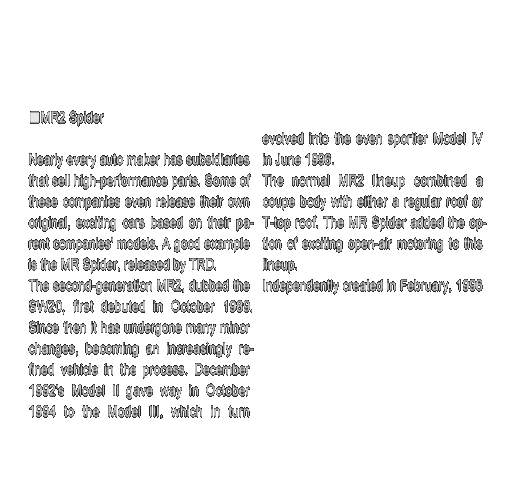 ■MR2 Spider
Nearly every auto maker has subsidiaries
that sell high-performance parts. Some of
these companies even release their own
original, exciting cars based on their pa-
rent companies' models. A good example
is the MR Spider, released by TRD.
The second-generation MR2, dubbed the
SW20, first debuted in October 1989.
Since then it has undergone many minor
changes, becoming an increasingly re-
fined vehicle in the process. December
1992's Model II gave way in October
1994 to the Model III, which in turn
evolved into the even sportier Model IV
in June 1996.
The normal MR2 lineup combined a
coupe body with either a regular roof or
T-top roof. The MR Spider added the op-
tion of exciting open-air motoring to this
lineup.
Independently created in February, 1996